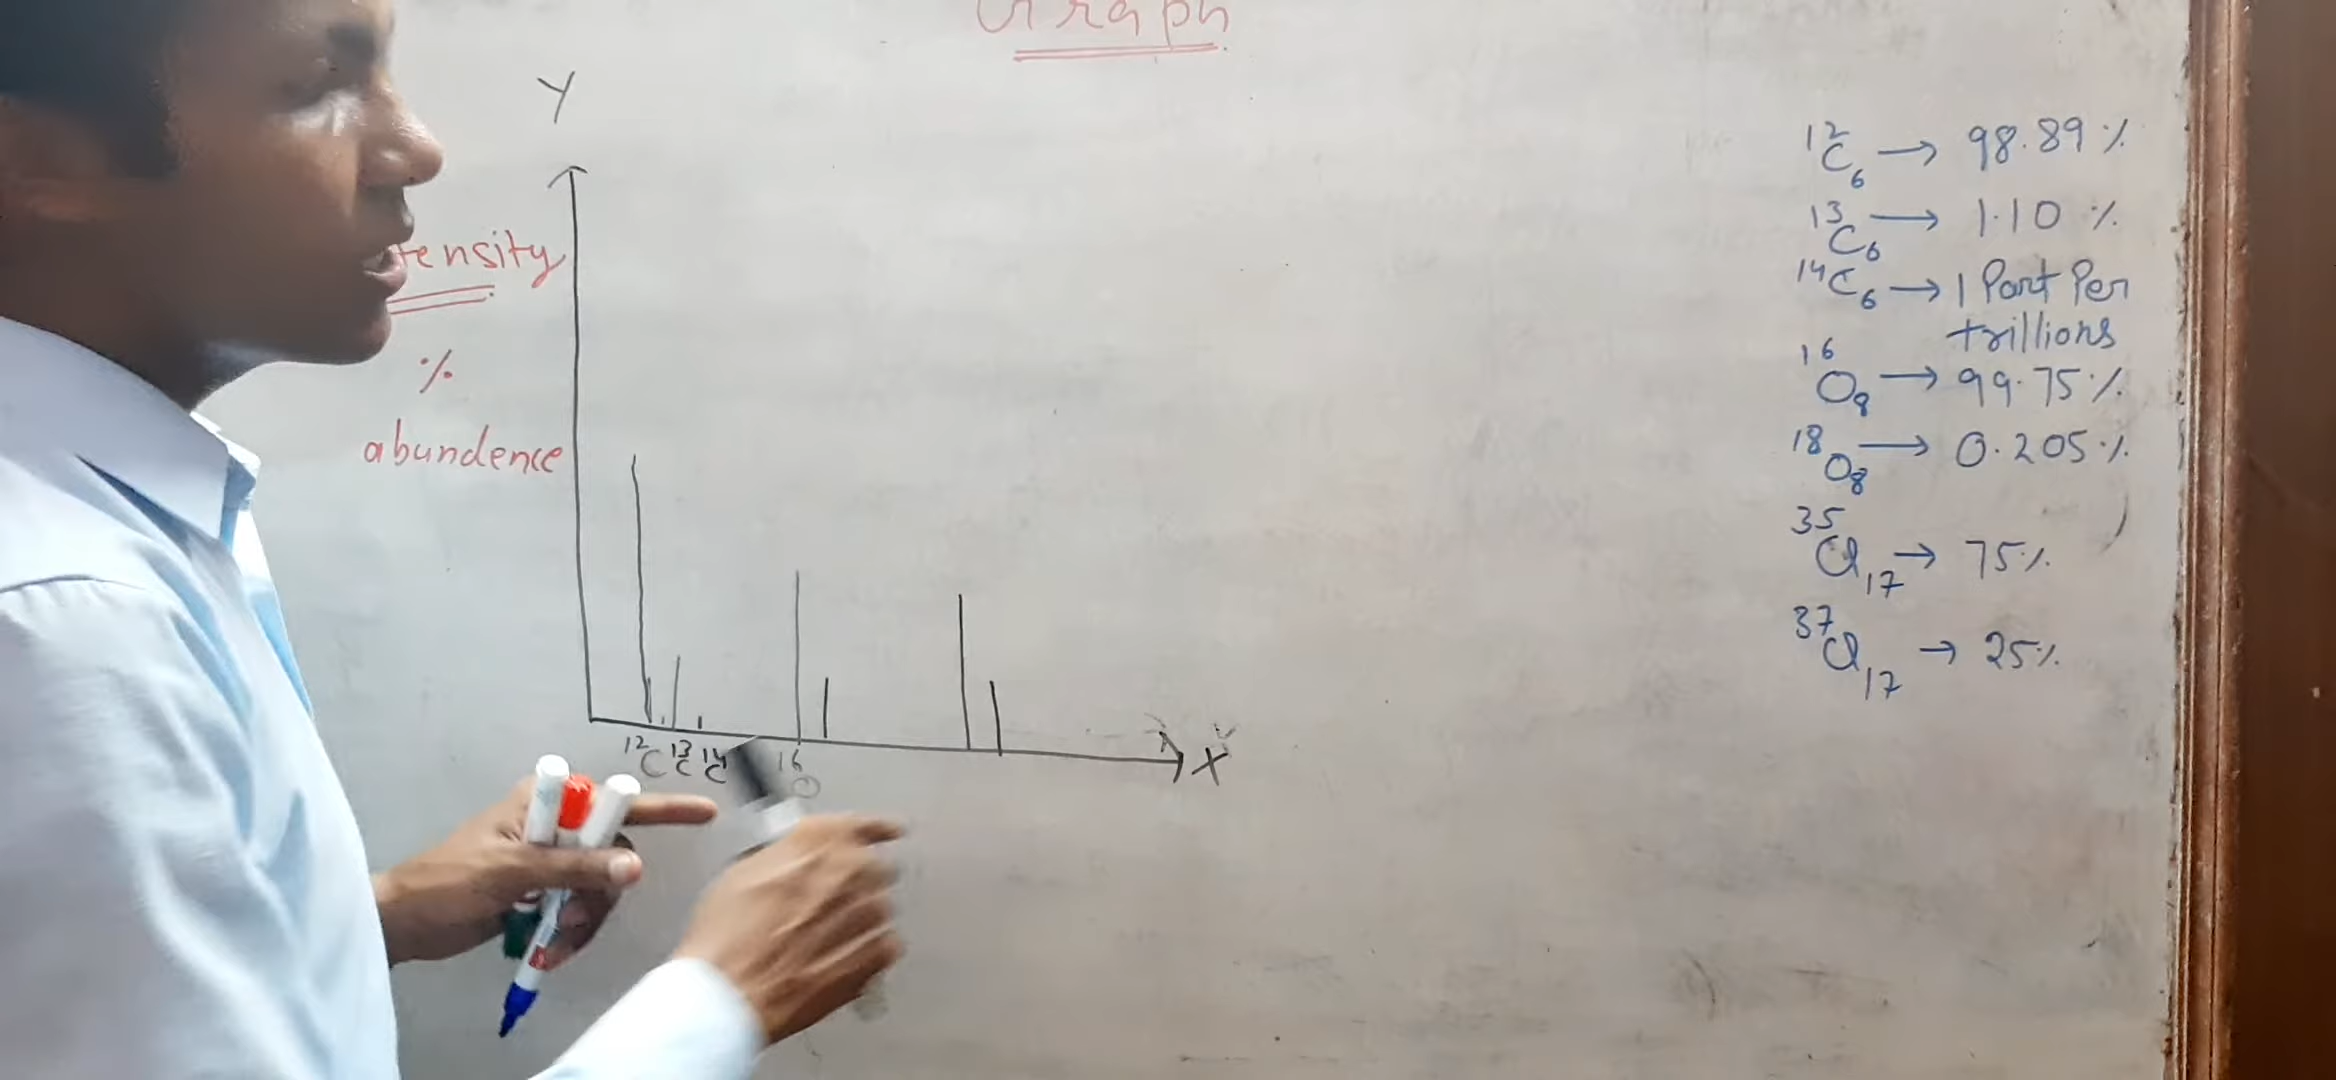 Graph
Y
tensity
%
abundence
12C 13C 14C 16O
X
12C6 → 98.89 %
13C6 → 1.10 %
14C6 → 1 Part Per
trillions
16O8 → 99.75 %
18O8 → 0.205 %
35Cl17 → 75 %
37Cl17 → 25 %